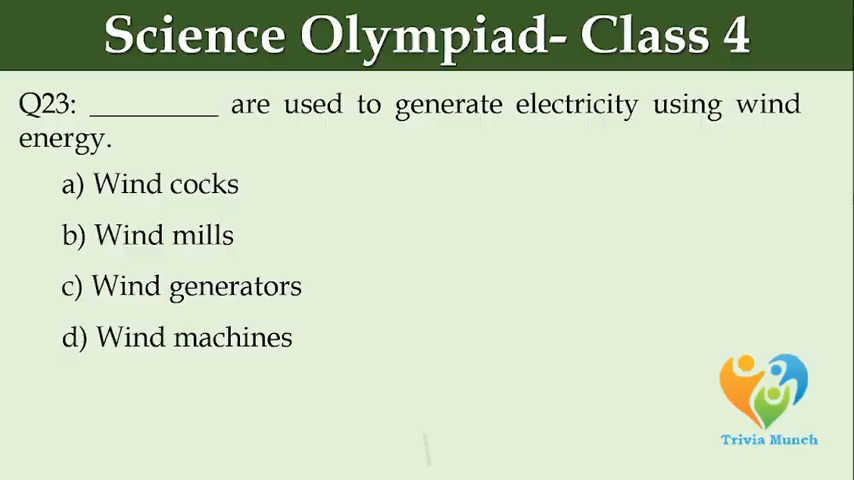 Science Olympiad- Class 4
Q23: _________ are used to generate electricity using wind
energy.
a) Wind cocks
b) Wind mills
c) Wind generators
d) Wind machines
Trivia Munch